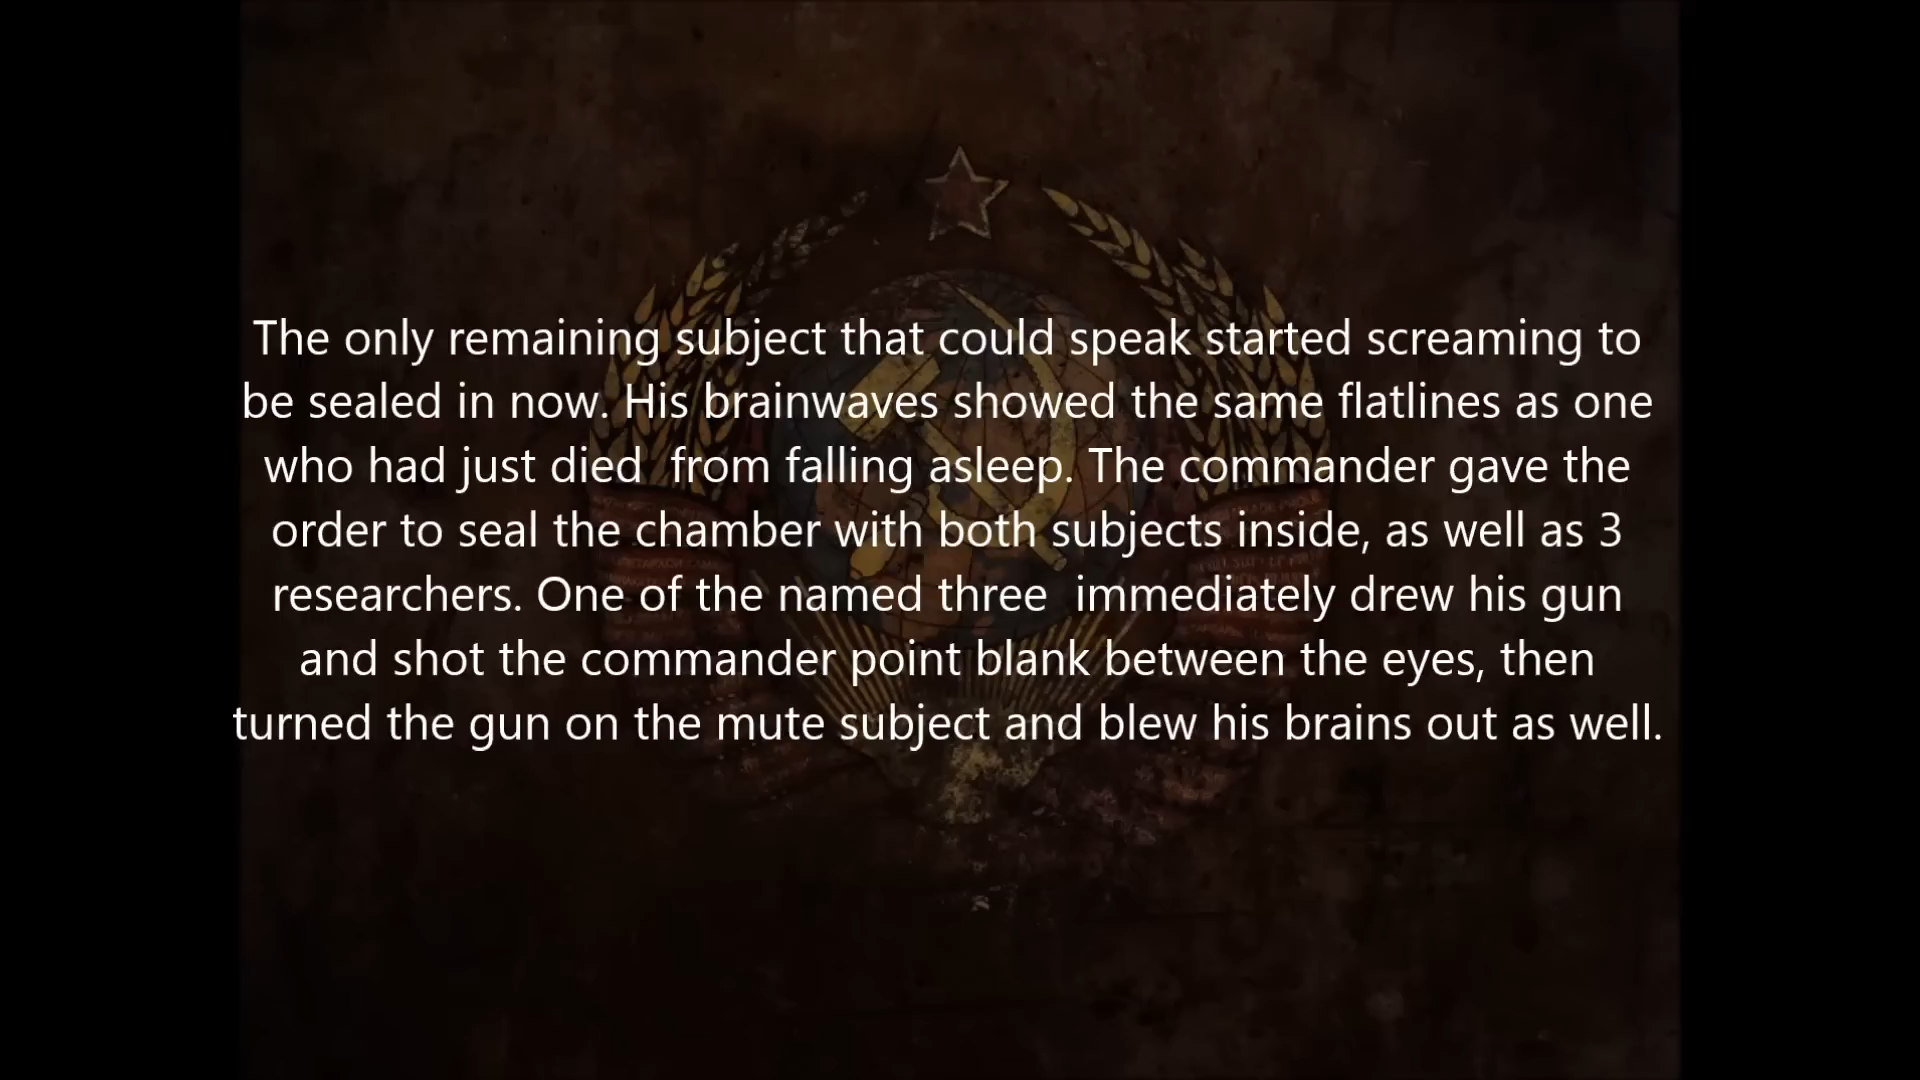 The only remaining subject that could speak started screaming to
be sealed in now. His brainwaves showed the same flatlines as one
who had just died  from falling asleep. The commander gave the
order to seal the chamber with both subjects inside, as well as 3
researchers. One of the named three  immediately drew his gun
and shot the commander point blank between the eyes, then
turned the gun on the mute subject and blew his brains out as well.